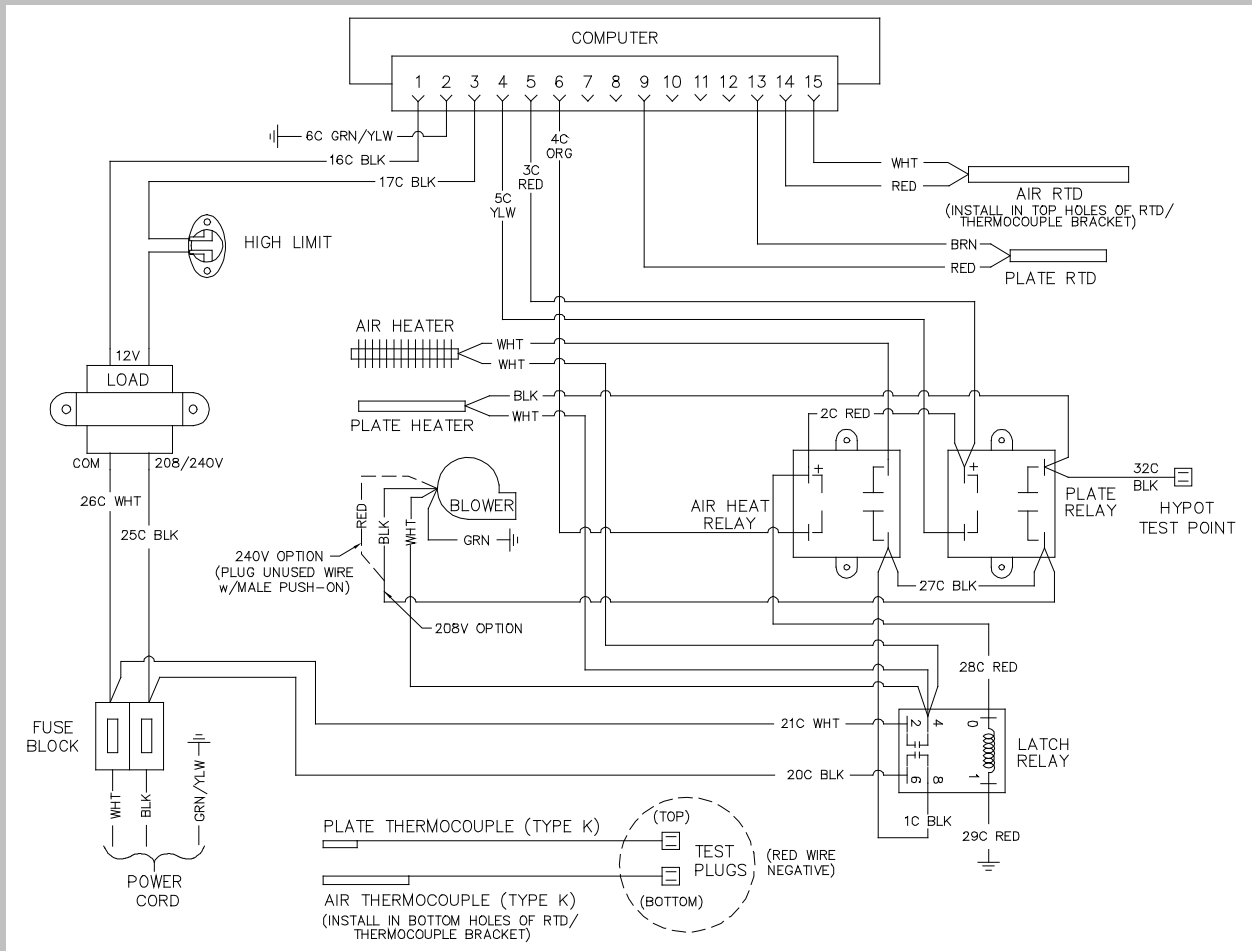 COMPUTER
1 2 3 4 5 6 7 8 9 10 11 12 13 14 15
6C GRN/YLW
16C BLK
17C BLK
4C
ORG
3C
RED
5C
YLW
WHT
RED
AIR RTD
(INSTALL IN TOP HOLES OF RTD/
THERMOCOUPLE BRACKET)
BRN
RED
PLATE RTD
HIGH LIMIT
AIR HEATER
WHT
WHT
BLK
WHT
PLATE HEATER
12V
LOAD
COM
208/240V
26C WHT
25C BLK
2C RED
+
+
AIR HEAT
RELAY
PLATE
RELAY
32C
BLK
HYPOT
TEST POINT
27C BLK
BLOWER
RED
BLK
WHT
GRN
240V OPTION
(PLUG UNUSED WIRE
w/MALE PUSH-ON)
208V OPTION
28C RED
21C WHT
2 4 0
6 8 1
LATCH
RELAY
20C BLK
1C BLK
29C RED
FUSE
BLOCK
WHT
BLK
GRN/YLW
POWER
CORD
PLATE THERMOCOUPLE (TYPE K)
(TOP)
TEST
PLUGS
(RED WIRE
NEGATIVE)
AIR THERMOCOUPLE (TYPE K)
(BOTTOM)
(INSTALL IN BOTTOM HOLES OF RTD/
THERMOCOUPLE BRACKET)